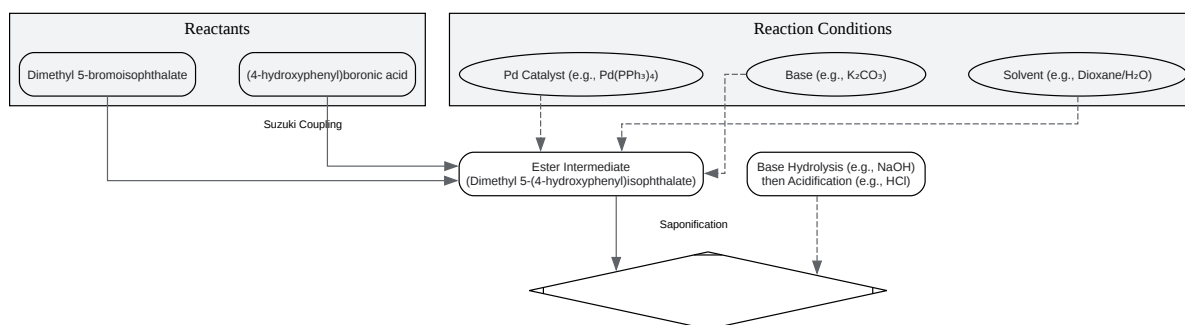 Reactants
Reaction Conditions
Dimethyl 5-bromoisophthalate
(4-hydroxyphenyl)boronic acid
Pd Catalyst (e.g., Pd(PPh₃)₄)
Base (e.g., K₂CO₃)
Solvent (e.g., Dioxane/H₂O)
Suzuki Coupling
Ester Intermediate
(Dimethyl 5-(4-hydroxyphenyl)isophthalate)
Base Hydrolysis (e.g., NaOH)
then Acidification (e.g., HCl)
Saponification